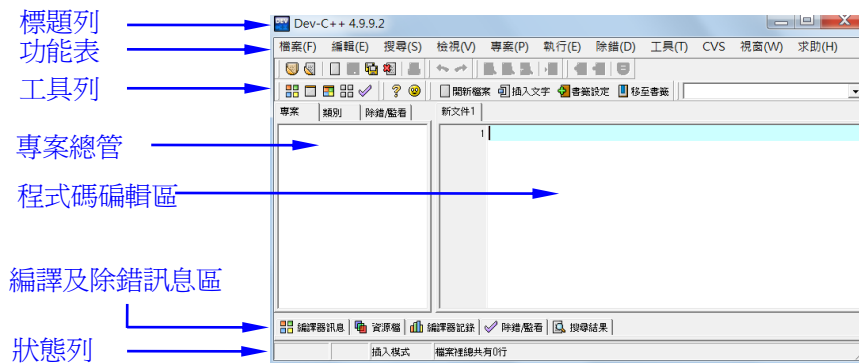 標題列
Dev-C++ 4.9.9.2
功能表
檔案(F) 編輯(E) 搜尋(S) 檢視(V) 專案(P) 執行(E) 除錯(D) 工具(T) CVS 視窗(W) 求助(H)
工具列
開新檔案 插入文字 書籤設定 移至書籤
專案 類別 除錯/監看 新文件1
1
專案總管
程式碼編輯區
編譯及除錯訊息區
編譯器訊息 資源檔 編譯器記錄 除錯/監看 搜尋結果
狀態列
插入模式 檔案裡總共有0行